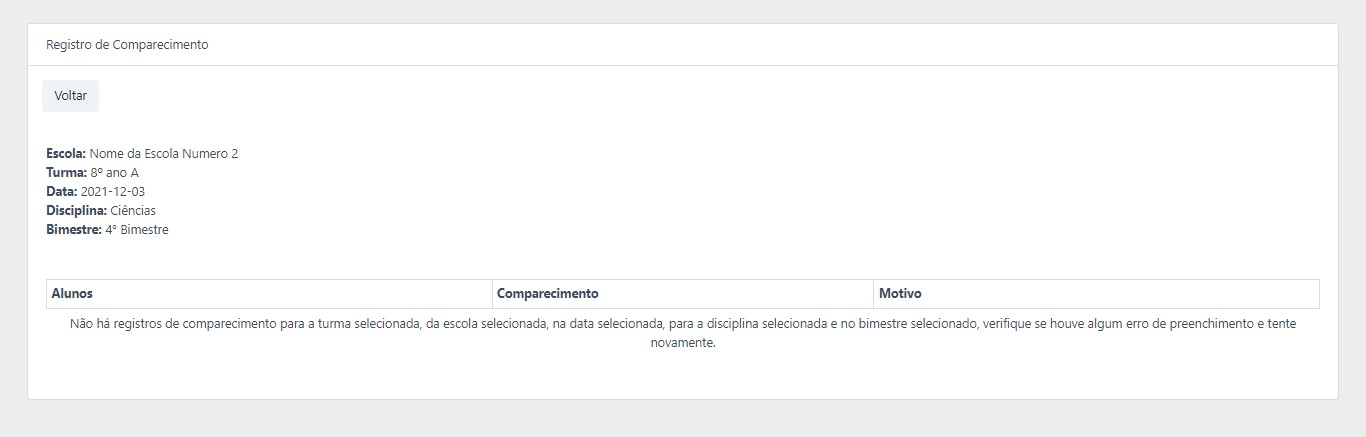 Registro de Comparecimento
Voltar
Escola: Nome da Escola Numero 2
Turma: 8º ano A
Data: 2021-12-03
Disciplina: Ciências
Bimestre: 4° Bimestre
Alunos Comparecimento Motivo
Não há registros de comparecimento para a turma selecionada, da escola selecionada, na data selecionada, para a disciplina selecionada e no bimestre selecionado, verifique se houve algum erro de preenchimento e tente
novamente.